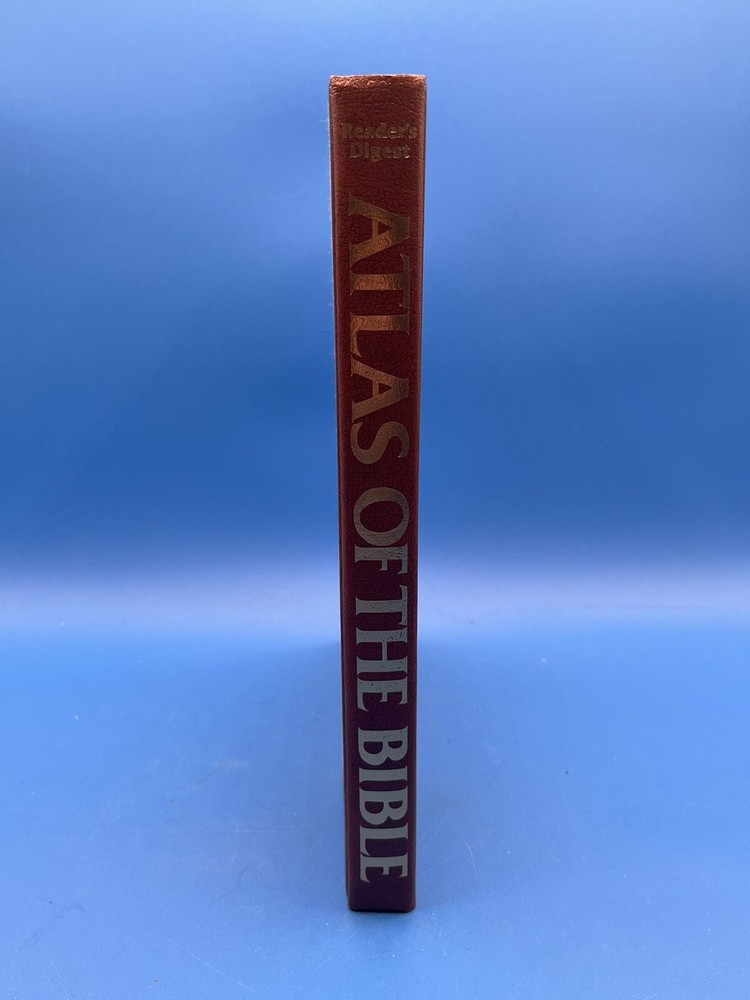 Reader's
Digest
ATLAS OF THE BIBLE